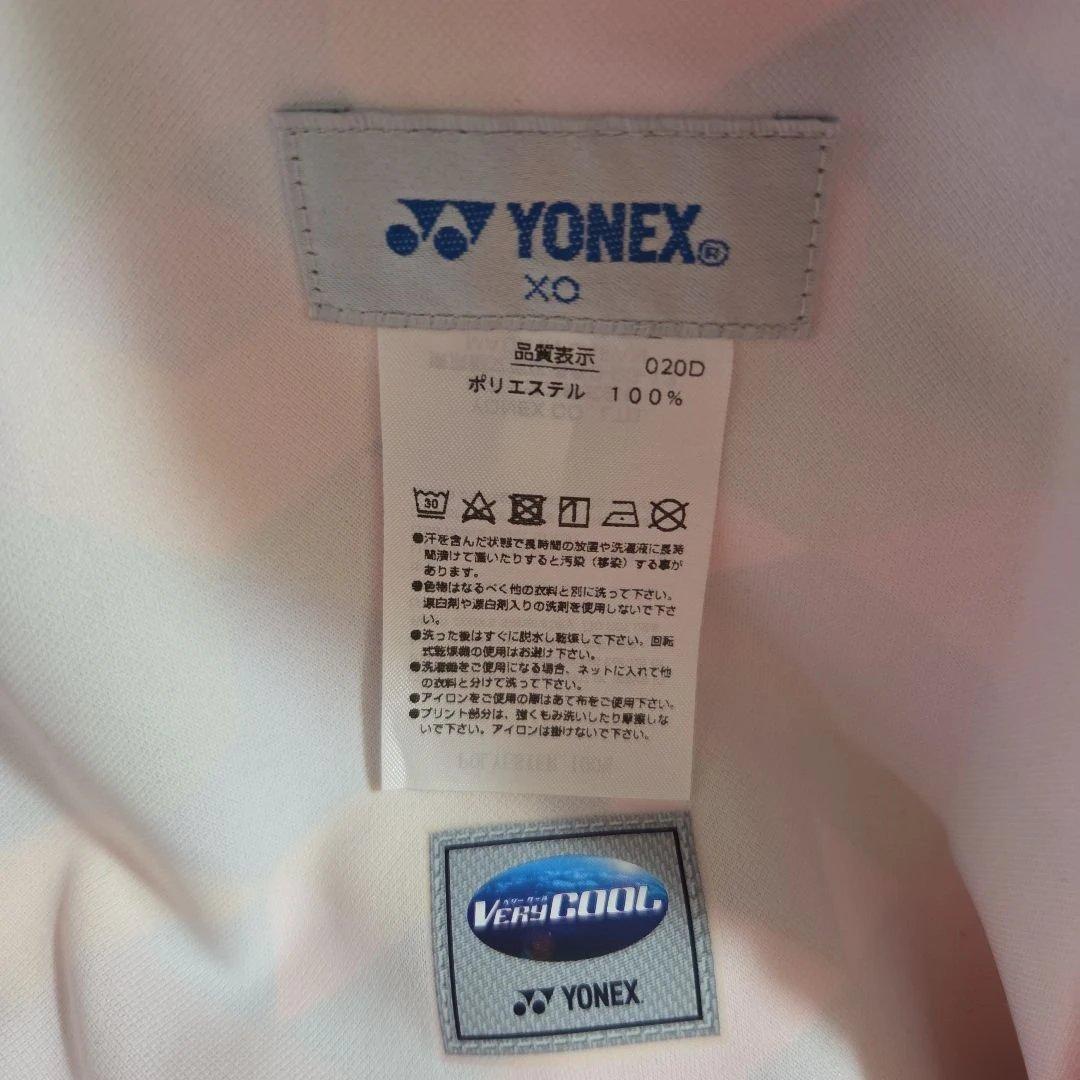 YONEX®
XO
品質表示 020D
ポリエステル 100%
30
●汗を含んだ状態で長時間の放置や洗濯液に長時
間漬けて置いたりすると汚染（移染）する事が
あります。
●色物はなるべく他の衣料と別に洗って下さい。
漂白剤や漂白剤入りの洗剤を使用しないで下さ
い。
●洗った後はすぐに脱水し乾燥して下さい。回転
式乾燥機の使用はお避け下さい。
●洗濯機をご使用になる場合、ネットに入れて他
の衣料と分けて洗って下さい。
●アイロンをご使用の際はあて布をご使用下さい。
●プリント部分は、強くもみ洗いしたり摩擦しな
いで下さい。アイロンは掛けないで下さい。
ベリークール
VERYCOOL
YONEX